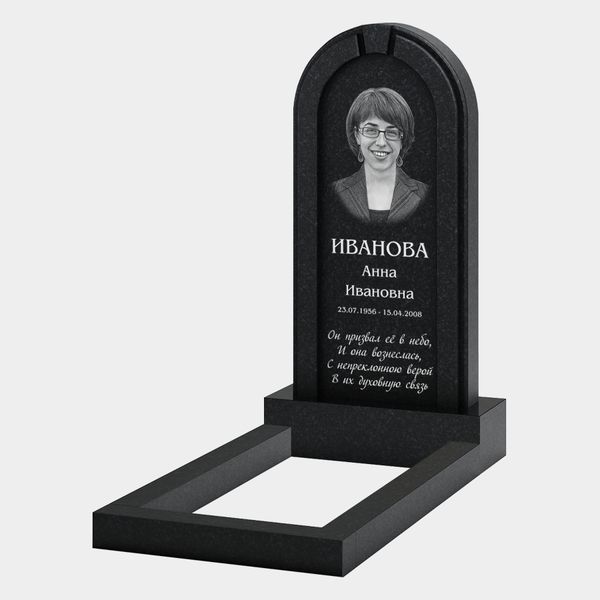 ИВАНОВА
Анна
Ивановна
23.07.1956 - 15.04.2008
Он призвал её в небо,
И она вознеслась,
С непреклонною верой
В их духовную связь